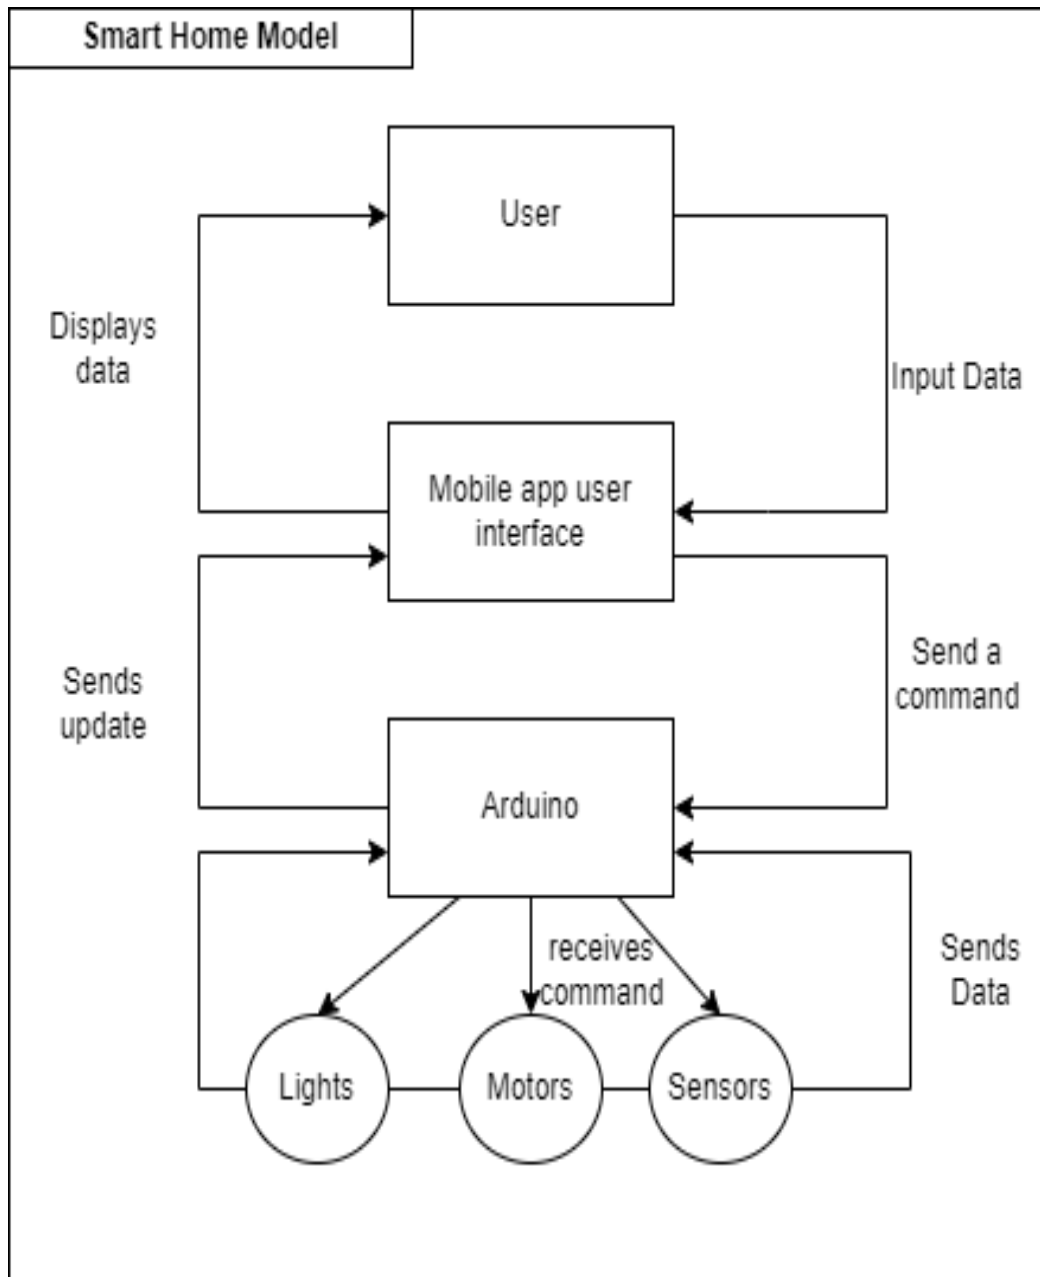 Smart Home Model
User
Displays
data
Input Data
Mobile app user
interface
Sends
update
Send a
command
Arduino
receives
command
Sends
Data
Lights
Motors
Sensors